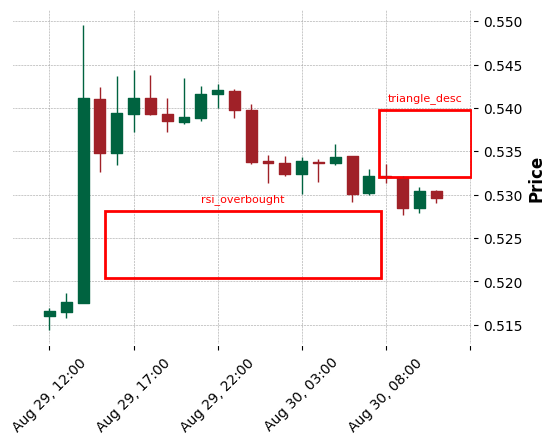 0.550
0.545
triangle_desc
0.540
0.535
rsi_overbought
0.530
0.525
0.520
0.515
Price
Aug 29, 12:00
Aug 29, 17:00
Aug 29, 22:00
Aug 30, 03:00
Aug 30, 08:00